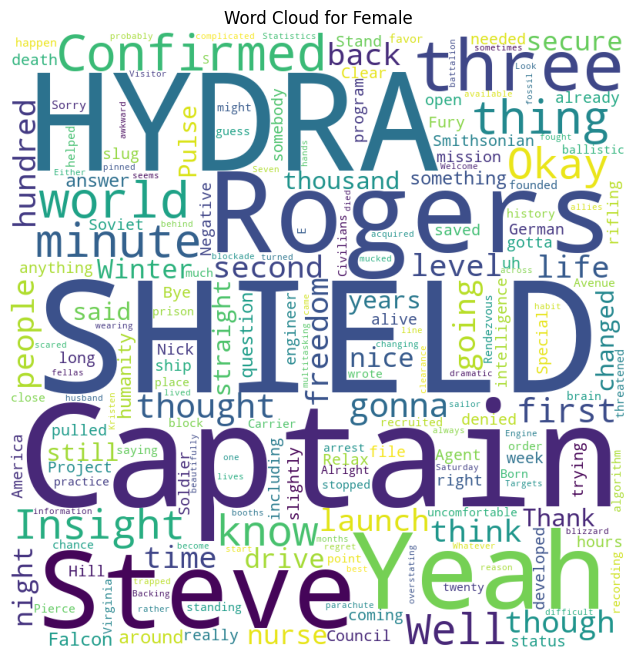 Word Cloud for Female
probably complicated Statistics favor
happen
death Confirmed back Stand needed secure
Visitor Clear sometimes battalion Look
HYDRA three
Sorry somebody open available already
awkward might program Fury fossil
hundred helped Pulse guess Smithsonian thing
Either slug Seven hands mission Welcome ballistic
pinned seems answer thousand something founded fought Okay
world Rogers rifling
Soviet Negative civilians died history allies
minute behind blockade turned E acquired German
anything Winter much second mucked level uh gotta across life
Bye prison years saved Avenue
people said wearing straight question engineer alive freedom going Rendezvous intelligence Special habit changed
long Nick ship nice line wrote
scared fellas humanity place lived multitasking came changing dramatic clearance threatened
SHIELD
close husband Kristen thought gonna sailor brain first
still pulled block Carrier recruited denied Engine
America Project saying arrest file always order week
practice Soldier beautifully one Relax Agent Saturday Born Targets trying algorithm
Captain
information lives including slightly Alright stopped right
booths months uncomfortable blizzard
Insight know launch think Thank
chance become regret whatever hours
night time start drive point overstating developed recording
Hill trapped best twenty reason
Pierce Backing rather standing parachute coming difficult though
Virginia
Steve Yeah
Falcon around really nurse Council Well status